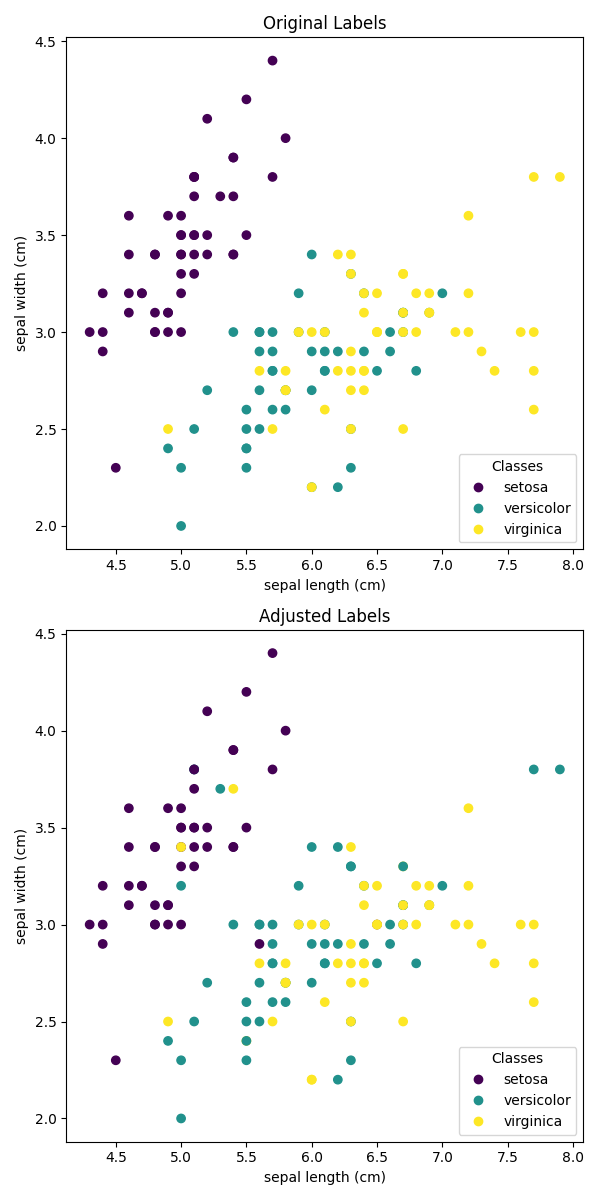 Original Labels
4.5
4.0
3.5
3.0
2.5
2.0
sepal width (cm)
Classes
setosa
versicolor
virginica
4.5 5.0 5.5 6.0 6.5 7.0 7.5 8.0
sepal length (cm)
Adjusted Labels
4.5
4.0
3.5
3.0
2.5
2.0
sepal width (cm)
Classes
setosa
versicolor
virginica
4.5 5.0 5.5 6.0 6.5 7.0 7.5 8.0
sepal length (cm)